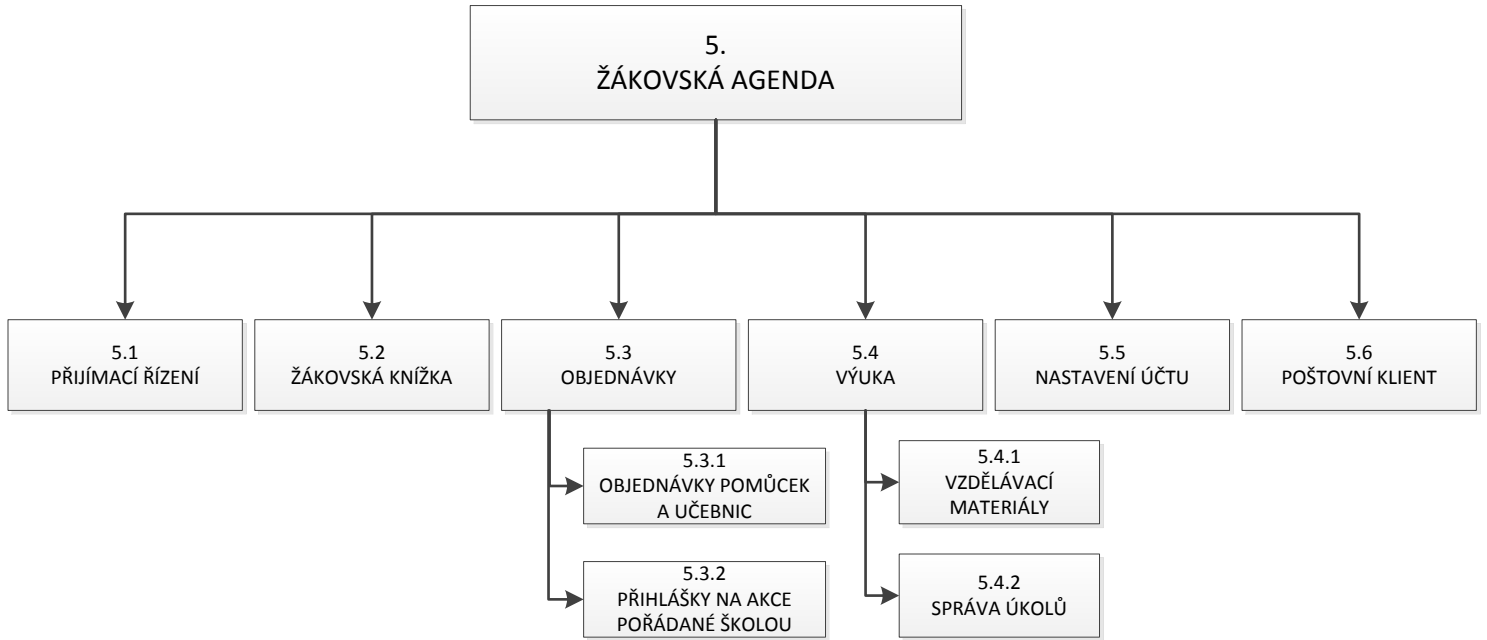 5.
ŽÁKOVSKÁ AGENDA
5.1
PŘIJÍMACÍ ŘÍZENÍ
5.2
ŽÁKOVSKÁ KNÍŽKA
5.3
OBJEDNÁVKY
5.4
VÝUKA
5.5
NASTAVENÍ ÚČTU
5.6
POŠTOVNÍ KLIENT
5.3.1
OBJEDNÁVKY POMŮCEK
A UČEBNIC
5.3.2
PŘIHLÁŠKY NA AKCE
POŘÁDANÉ ŠKOLOU
5.4.1
VZDĚLÁVACÍ
MATERIÁLY
5.4.2
SPRÁVA ÚKOLŮ